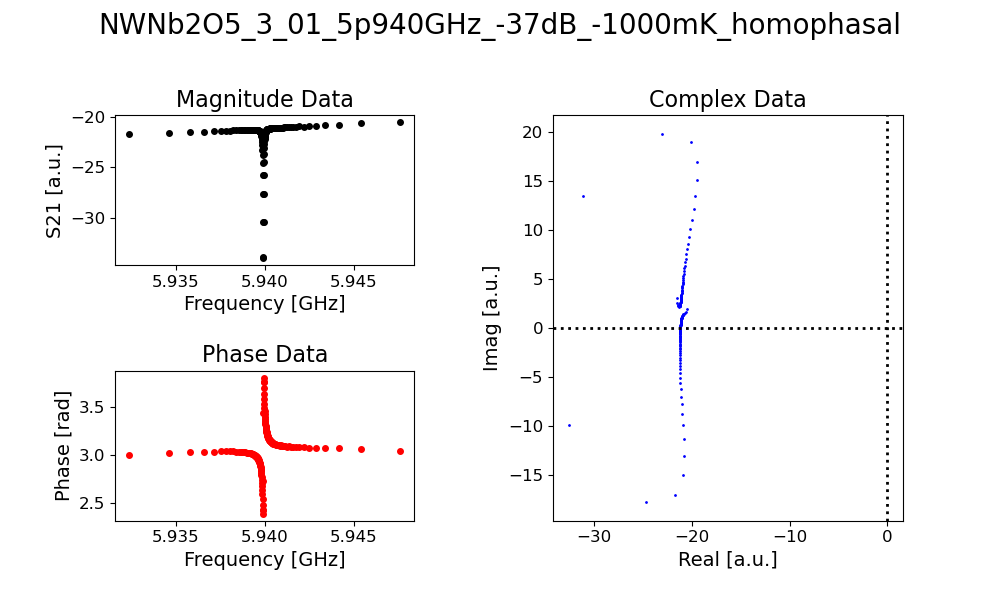 NWNb2O5_3_01_5p940GHz_-37dB_-1000mK_homophasal
Magnitude Data
S21 [a.u.]
−20
−25
−30
5.935 5.940 5.945
Frequency [GHz]
Phase Data
Phase [rad]
3.5
3.0
2.5
5.935 5.940 5.945
Frequency [GHz]
Complex Data
Imag [a.u.]
20
15
10
5
0
−5
−10
−15
−30 −20 −10 0
Real [a.u.]